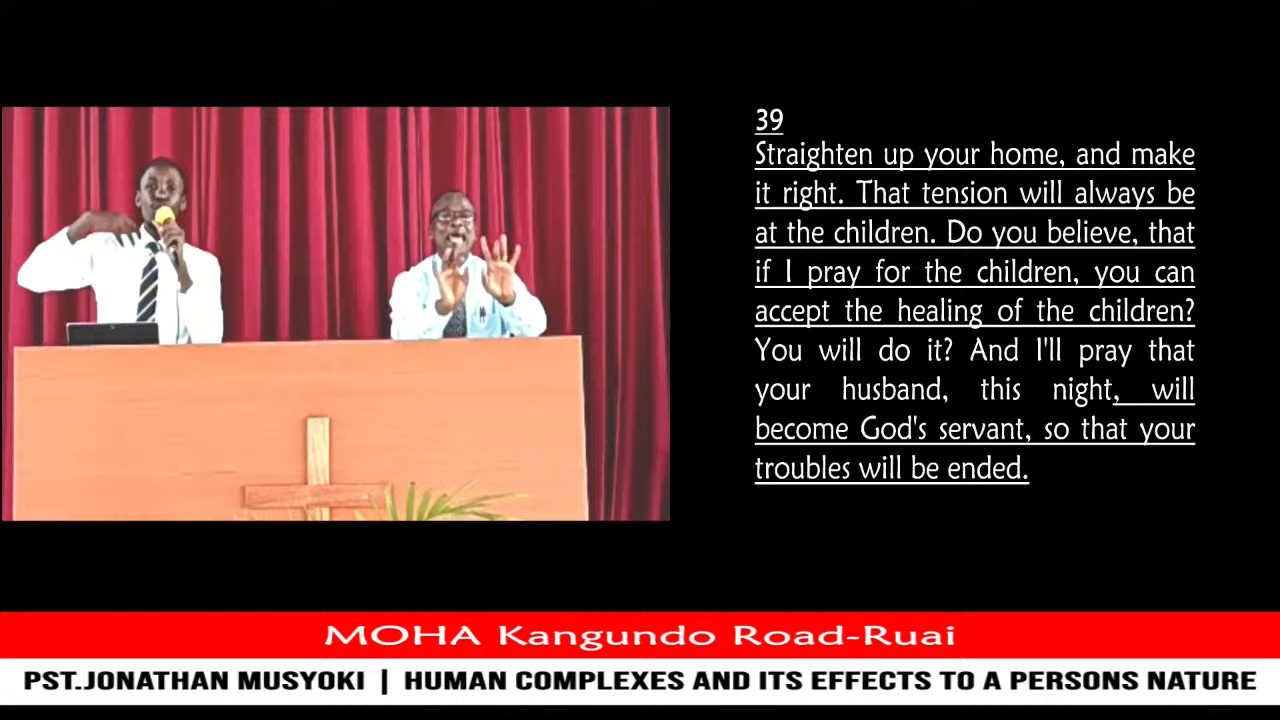 39
Straighten up your home, and make
it right. That tension will always be
at the children. Do you believe, that
if I pray for the children, you can
accept the healing of the children?
You will do it? And I'll pray that
your husband, this night, will
become God's servant, so that your
troubles will be ended.
MOHA Kangundo Road-Ruai
PST.JONATHAN MUSYOKI | HUMAN COMPLEXES AND ITS EFFECTS TO A PERSONS NATURE